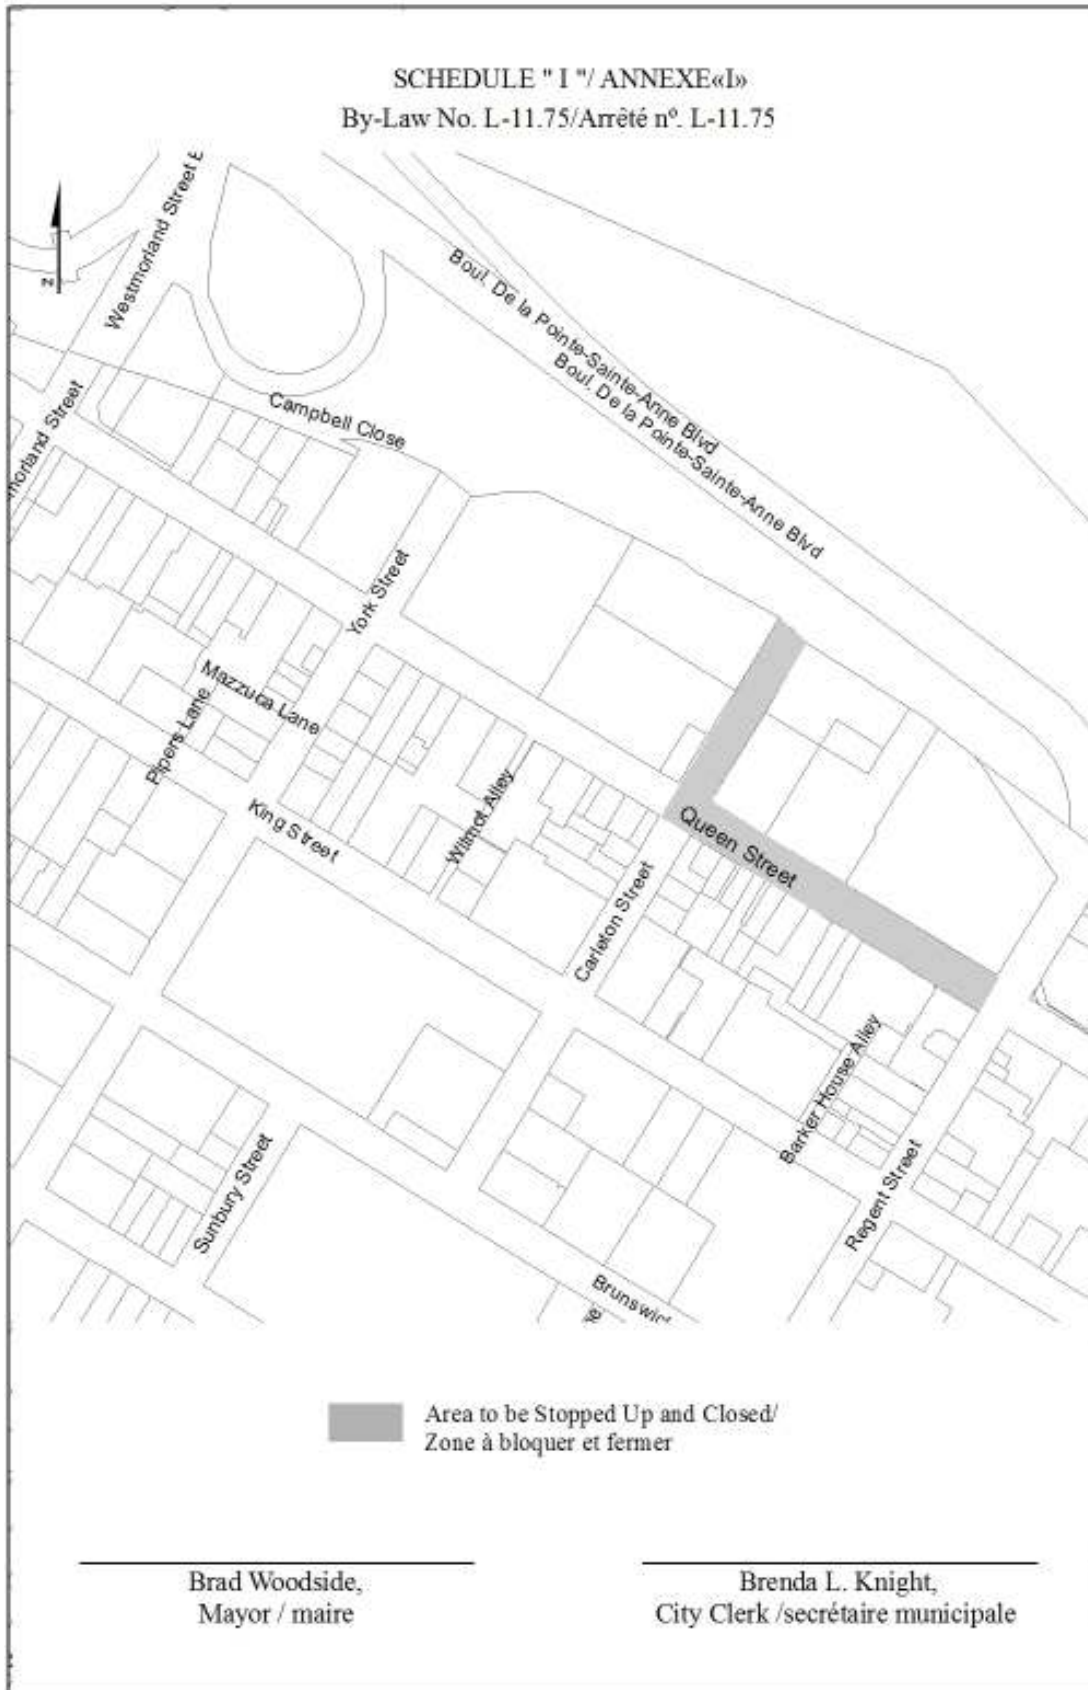 SCHEDULE " I "/ ANNEXE«I»
By-Law No. L-11.75/Arrêté nº. L-11.75
Westmorland Street
Boul. De la Pointe-Sainte-Anne Blvd
Boul. De la Pointe-Sainte-Anne Blvd
N
Campbell Close
morland Street
York Street
Mazzuca Lane
Pipers Lane
King Street
Wilmot Alley
Queen Street
Carleton Street
Barker House Alley
Regent Street
Sunbury Street
Brunswic
Area to be Stopped Up and Closed/
Zone à bloquer et fermer
Brad Woodside,
Mayor / maire
Brenda L. Knight,
City Clerk /secrétaire municipale